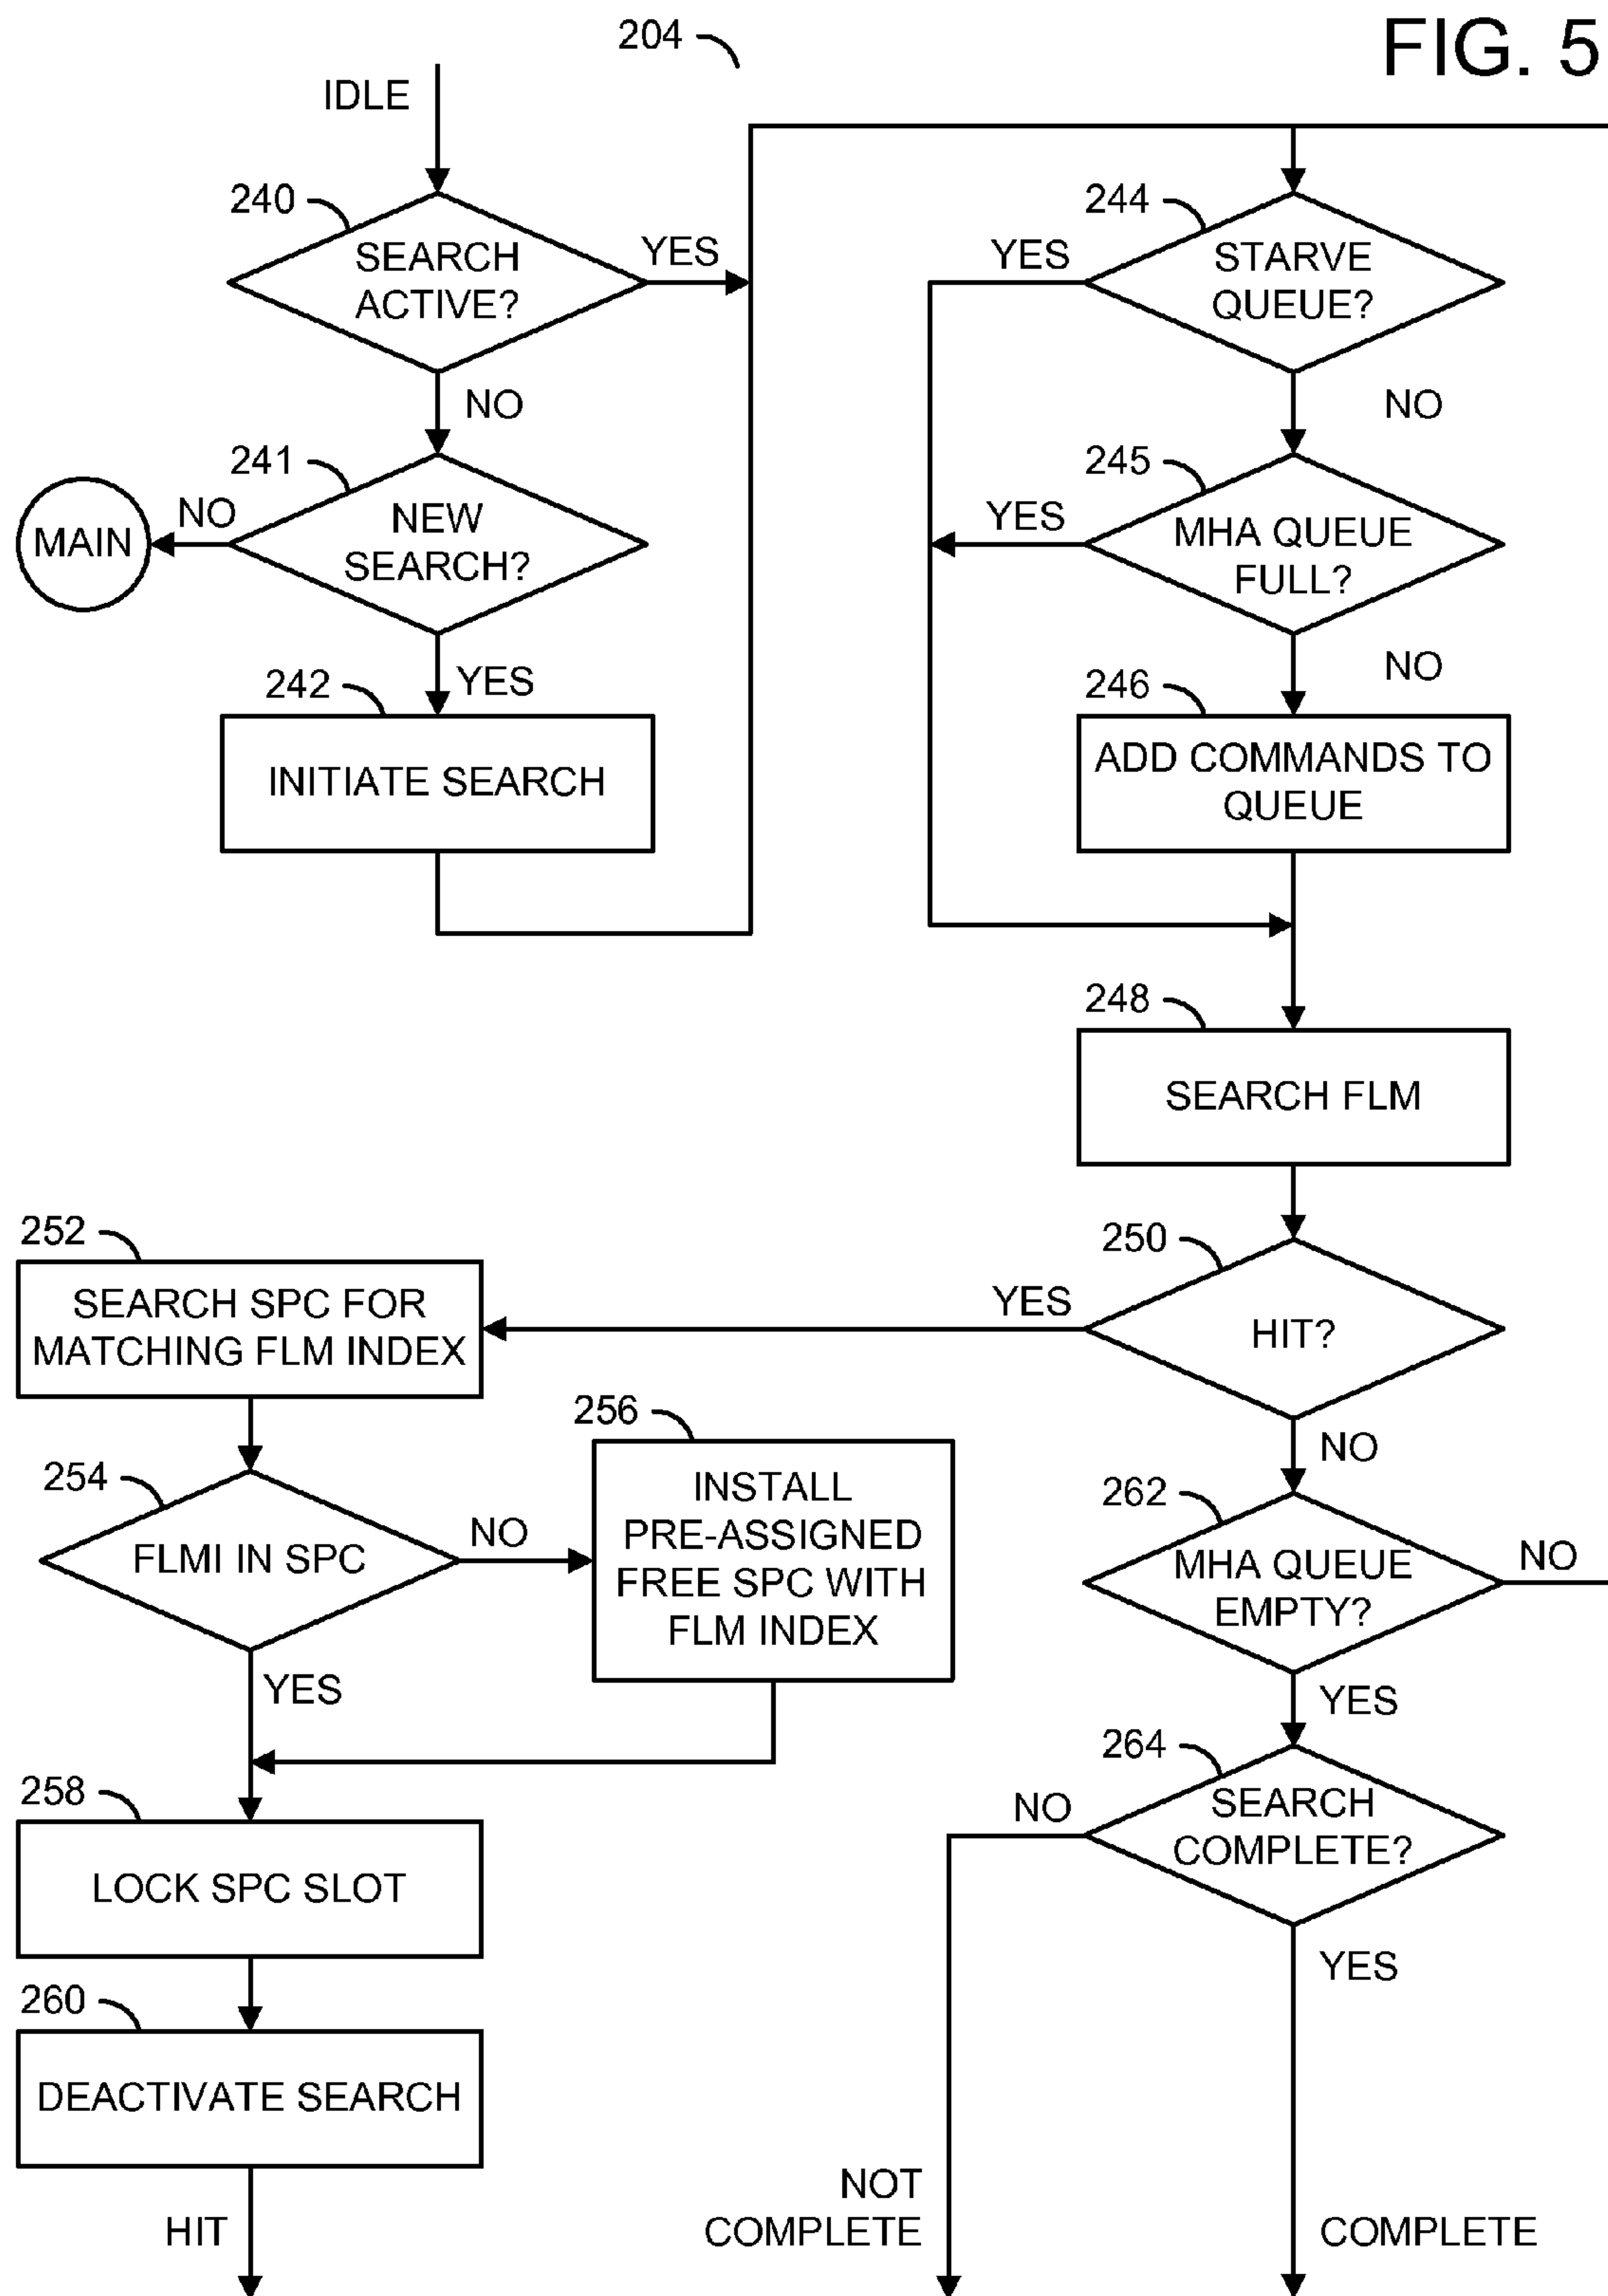 204
FIG. 5
IDLE
240
SEARCH
ACTIVE?
YES
NO
241
NEW
SEARCH?
NO
MAIN
YES
242
INITIATE SEARCH
244
STARVE
QUEUE?
YES
NO
245
MHA QUEUE
FULL?
YES
NO
246
ADD COMMANDS TO
QUEUE
248
SEARCH FLM
250
HIT?
YES
NO
252
SEARCH SPC FOR
MATCHING FLM INDEX
254
FLMI IN SPC
NO
YES
256
INSTALL
PRE-ASSIGNED
FREE SPC WITH
FLM INDEX
258
LOCK SPC SLOT
260
DEACTIVATE SEARCH
HIT
262
MHA QUEUE
EMPTY?
NO
YES
264
SEARCH
COMPLETE?
NO
YES
NOT
COMPLETE
COMPLETE